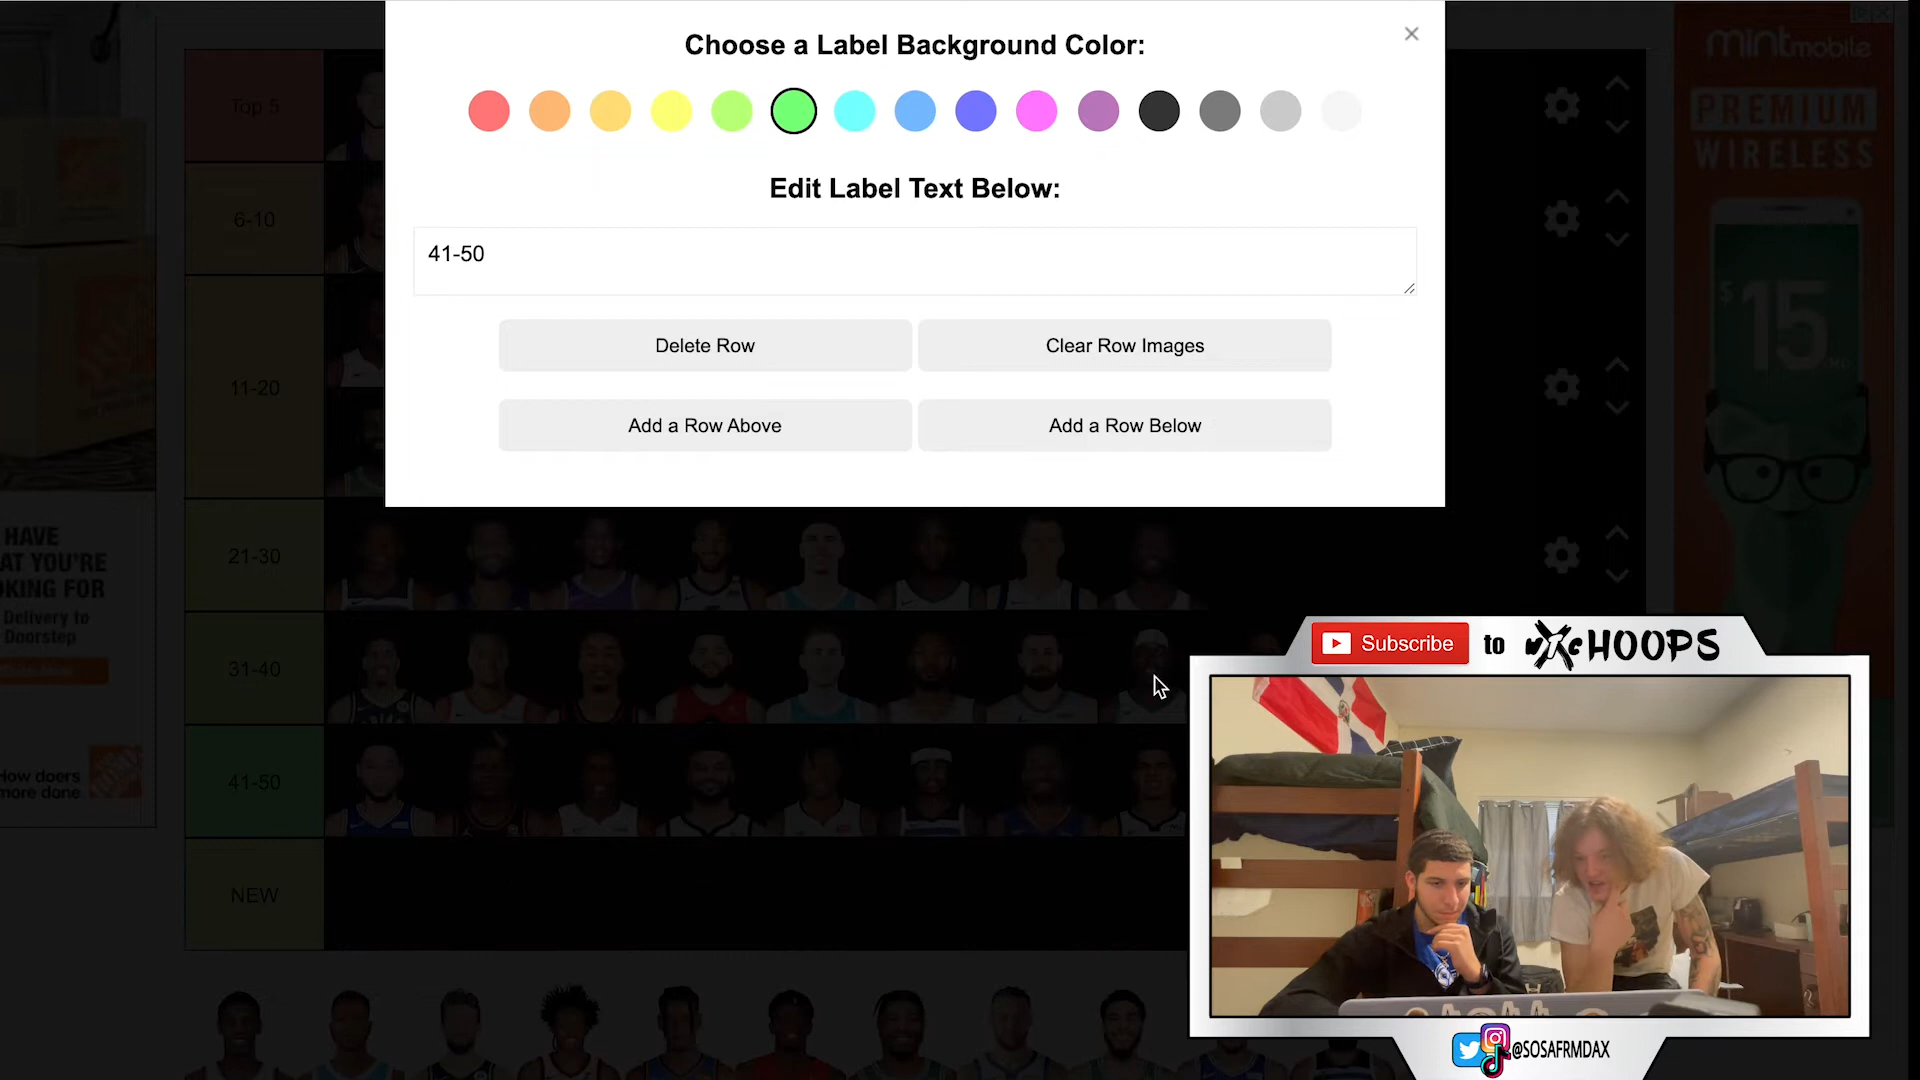 Choose a Label Background Color:
×
Edit Label Text Below:
41-50
Delete Row
Clear Row Images
Add a Row Above
Add a Row Below
Top 5
6-10
11-20
21-30
31-40
41-50
NEW
HAVE
AT YOU'RE
OKING FOR
Delivery to
Doorstep
How doers
more done.
mintmobile
PREMIUM
WIRELESS
$15
Subscribe to
HOOPS
@SOSAFRMDAX